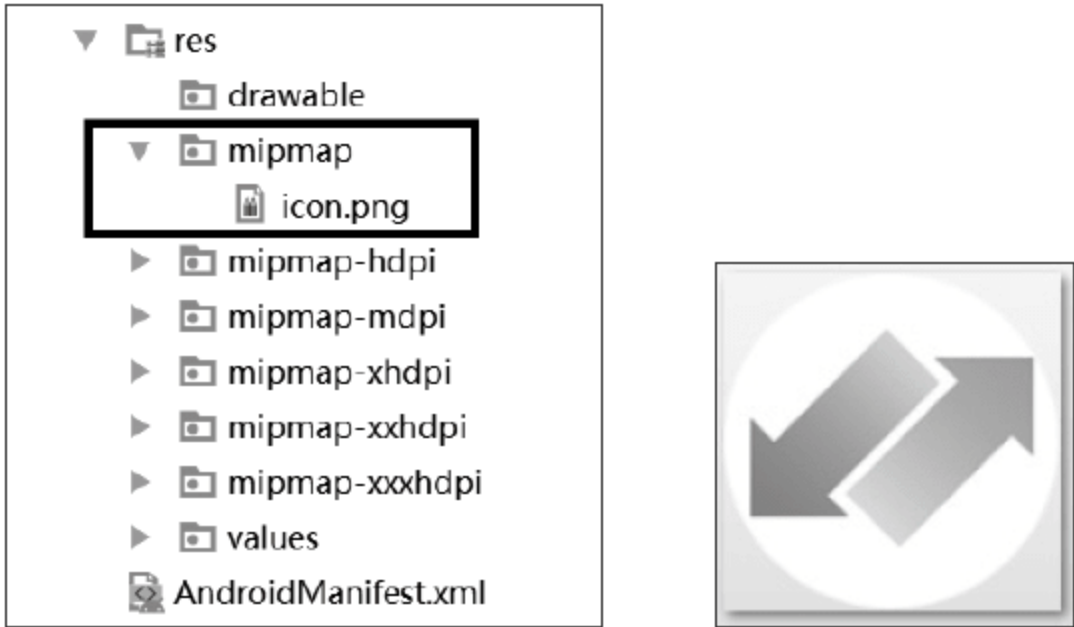 res
drawable
mipmap
icon.png
mipmap-hdpi
mipmap-mdpi
mipmap-xhdpi
mipmap-xxhdpi
mipmap-xxxhdpi
values
AndroidManifest.xml